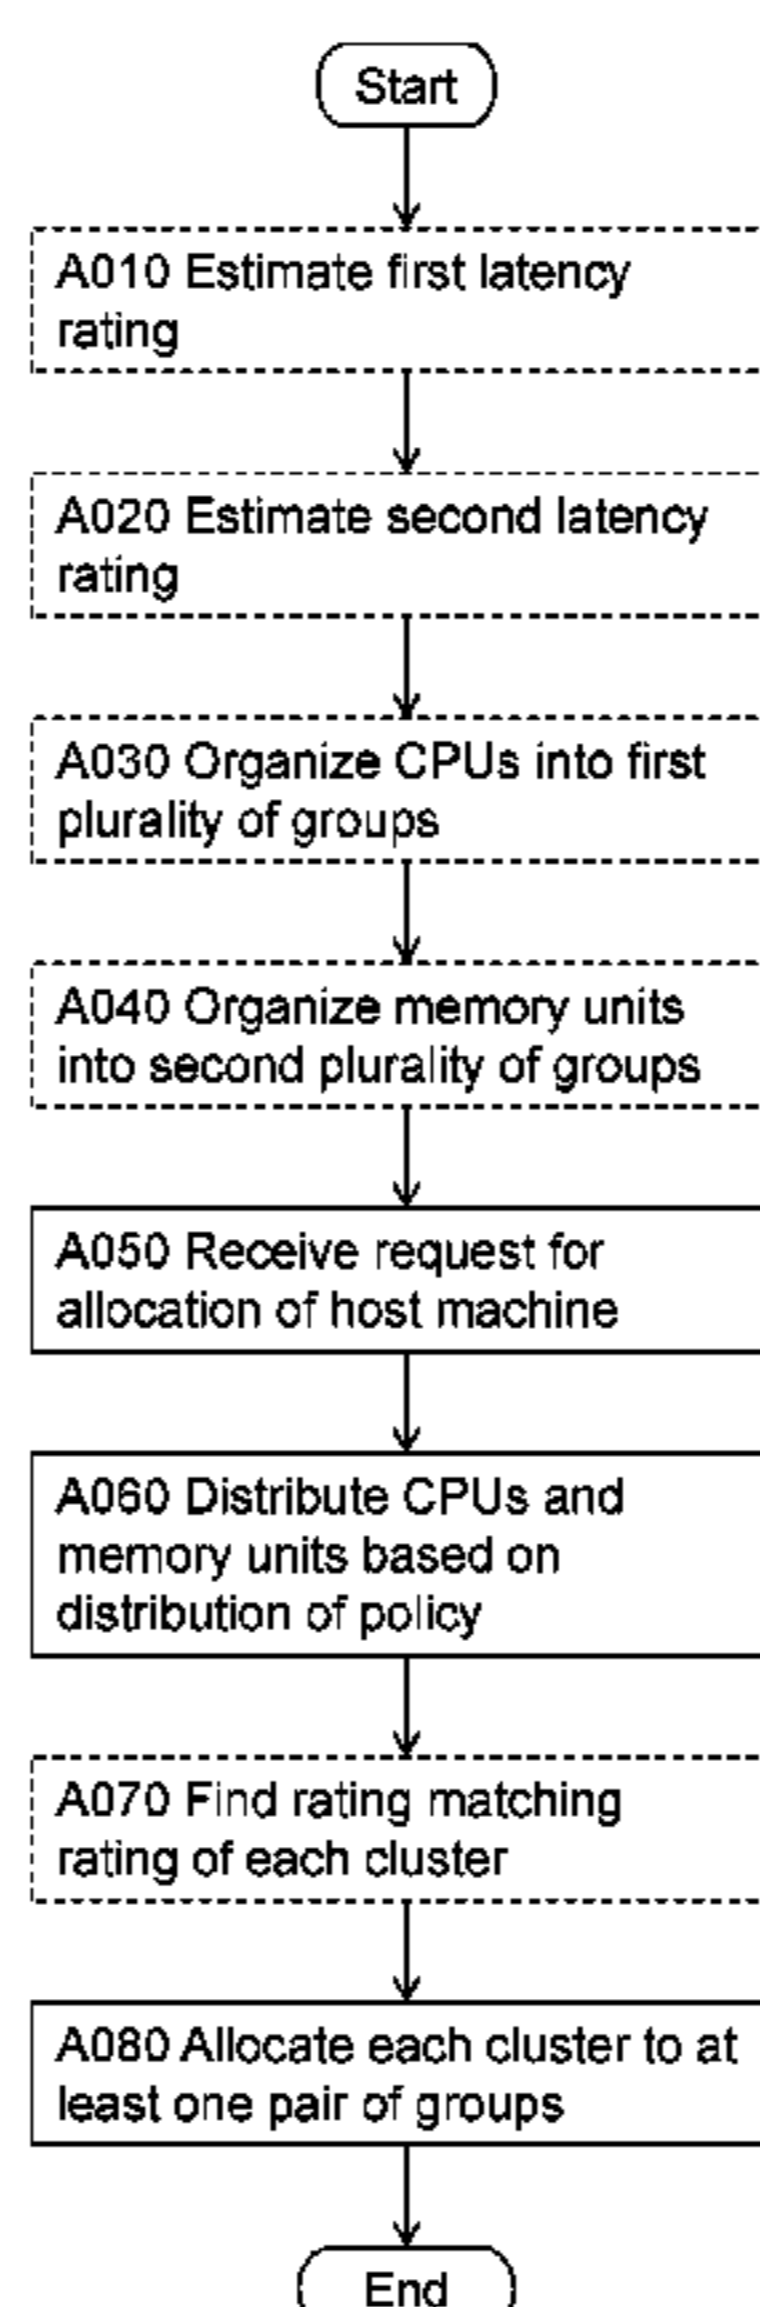 Start
A010 Estimate first latency
rating
A020 Estimate second latency
rating
A030 Organize CPUs into first
plurality of groups
A040 Organize memory units
into second plurality of groups
A050 Receive request for
allocation of host machine
A060 Distribute CPUs and
memory units based on
distribution of policy
A070 Find rating matching
rating of each cluster
A080 Allocate each cluster to at
least one pair of groups
End